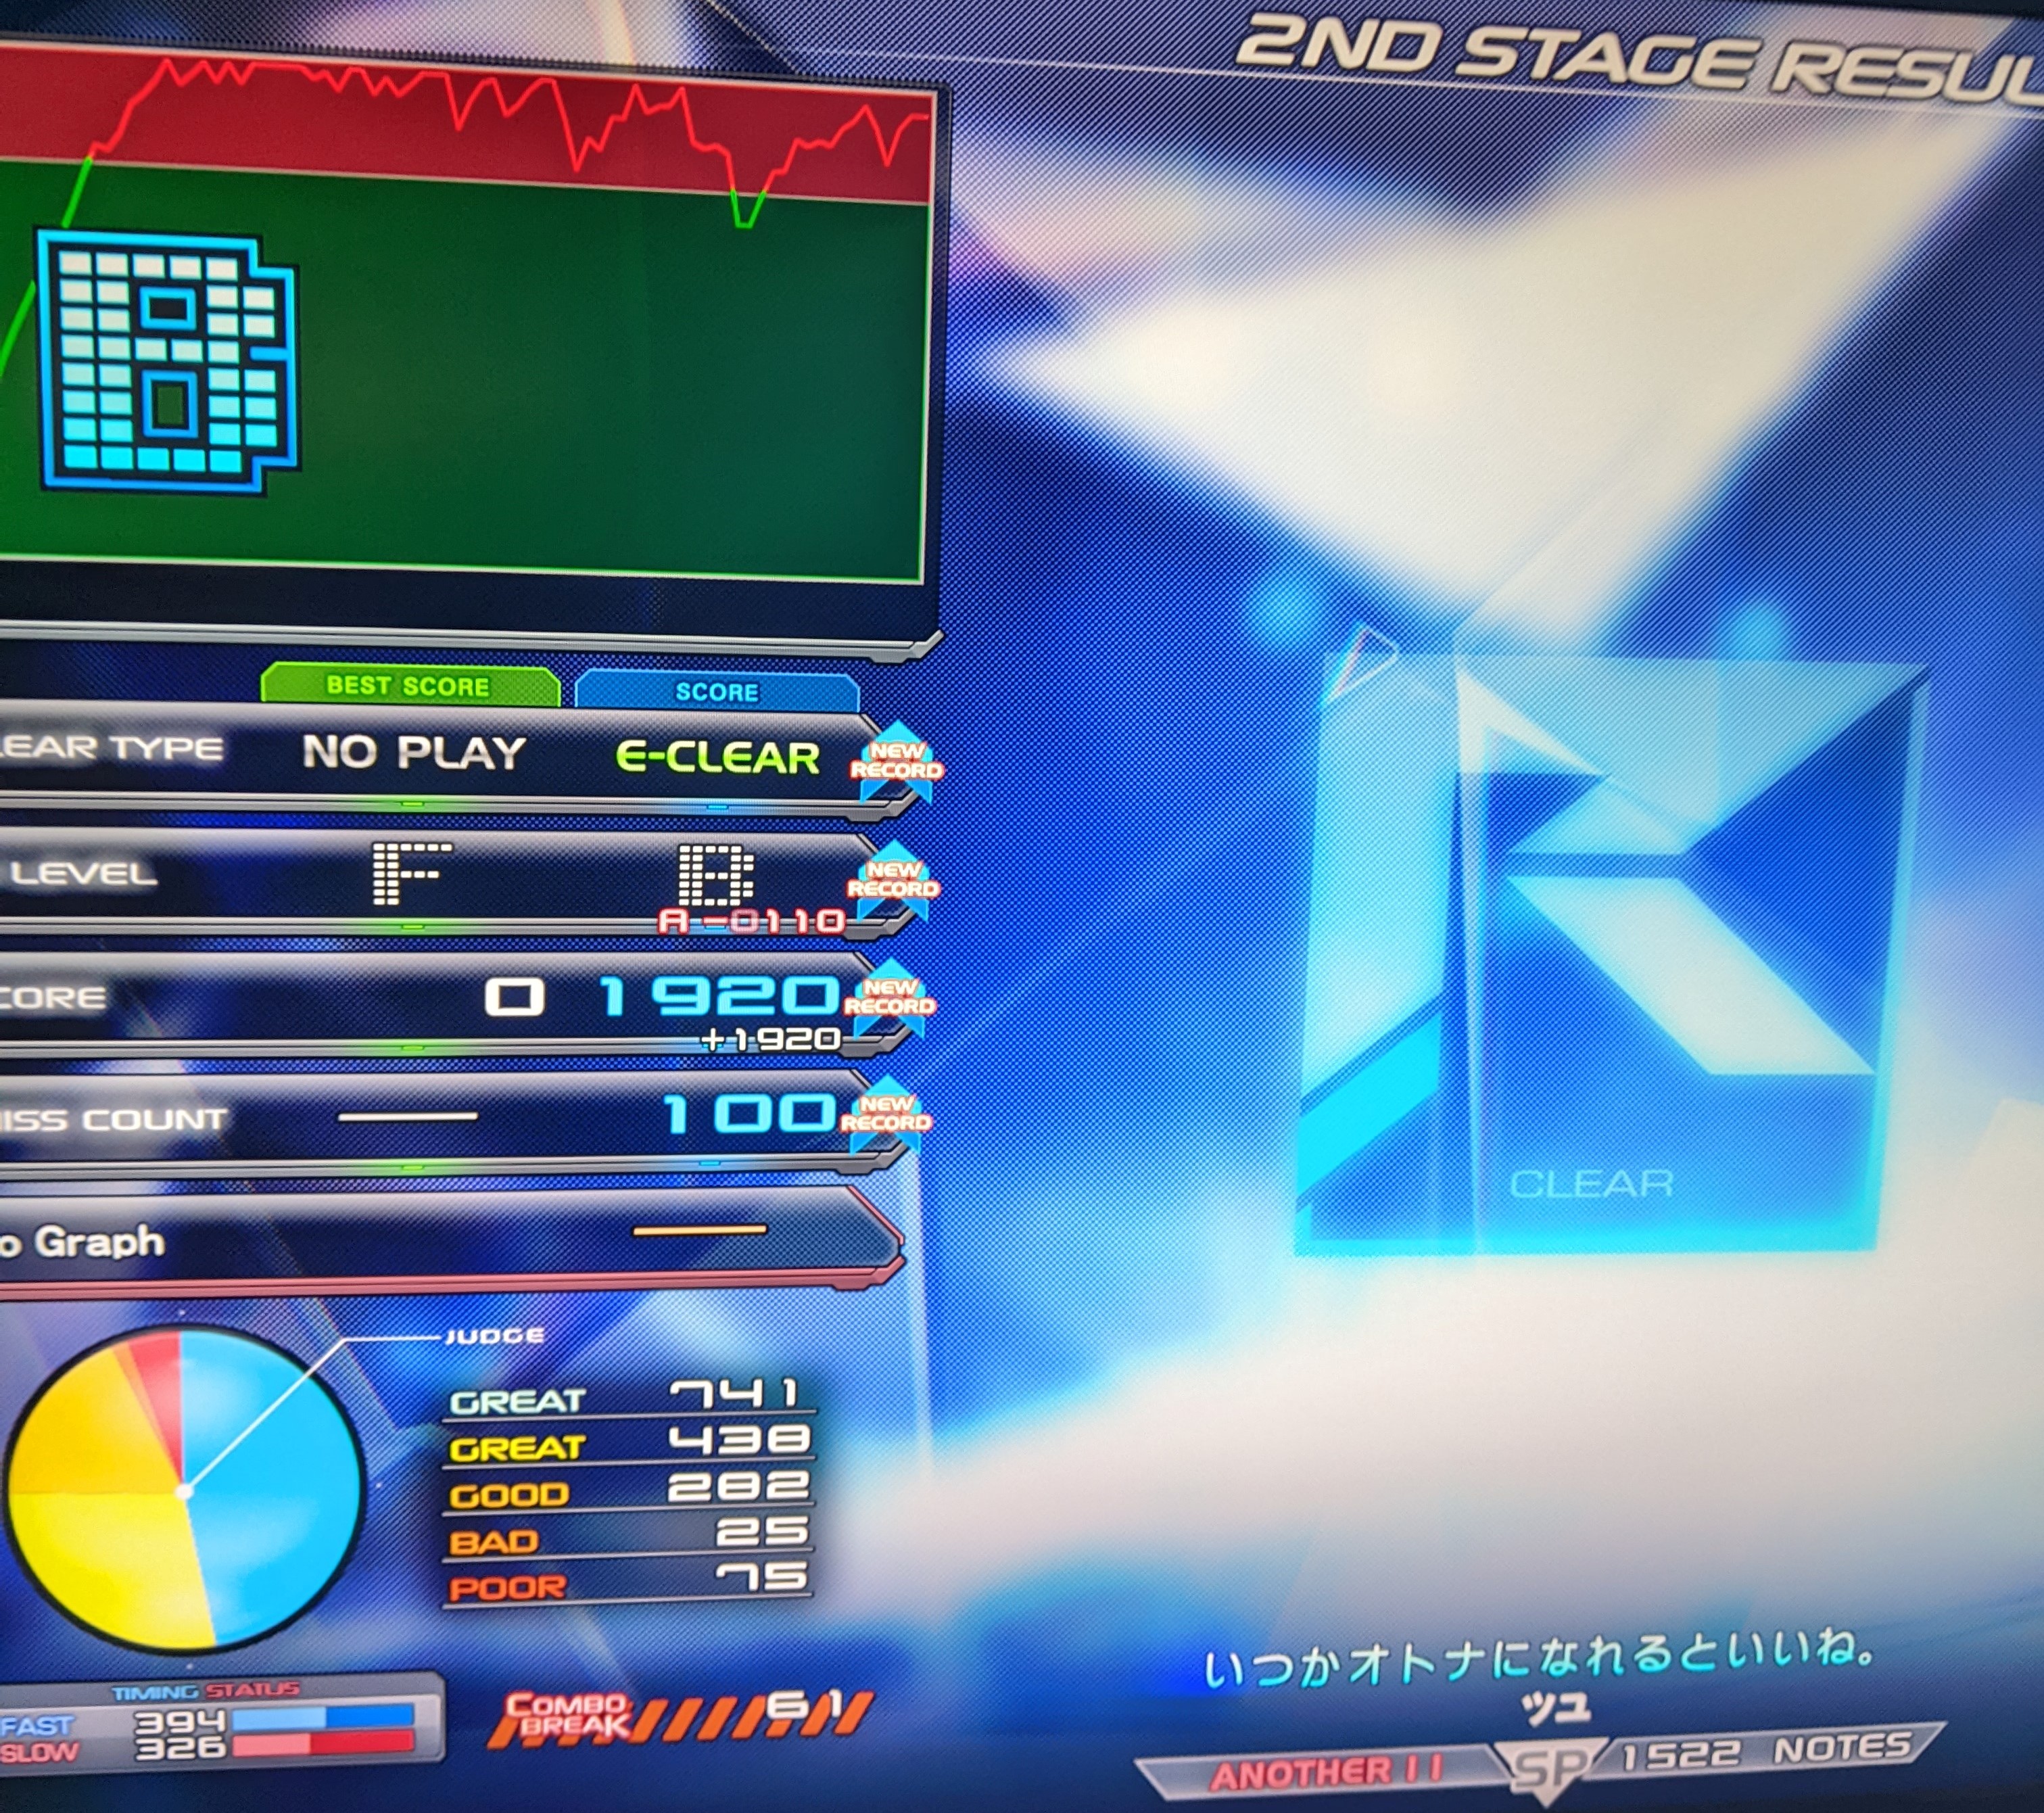 2ND STAGE RESUL
B
BEST SCORE SCORE
LEAR TYPE NO PLAY E-CLEAR NEW RECORD
LEVEL F B NEW RECORD
A -0110
CORE 0 1920 NEW RECORD
+1920
ISS COUNT 100 NEW RECORD
o Graph
CLEAR
JUDGE
GREAT 741
GREAT 438
GOOD 282
BAD 25
POOR 75
TIMING STATUS
FAST 394
SLOW 326
COMBO BREAK 61
いつかオトナになれるといいね。
ツユ
ANOTHER 11 SP 1522 NOTES